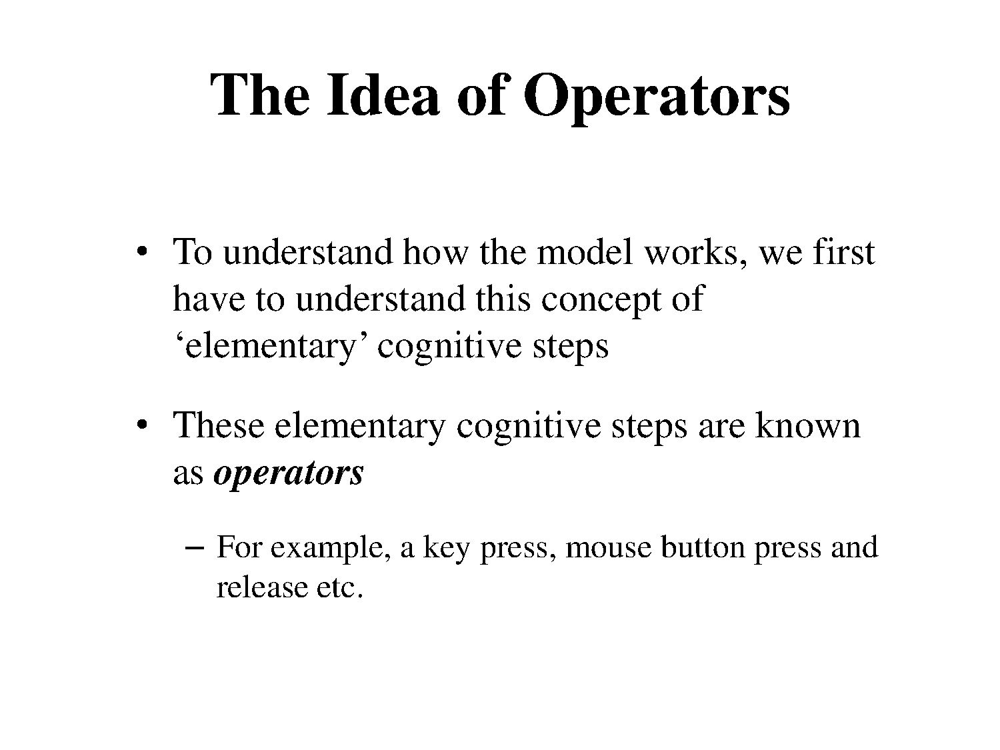 The Idea of Operators
• To understand how the model works, we first
have to understand this concept of
‘elementary’ cognitive steps
• These elementary cognitive steps are known
as operators
– For example, a key press, mouse button press and
release etc.